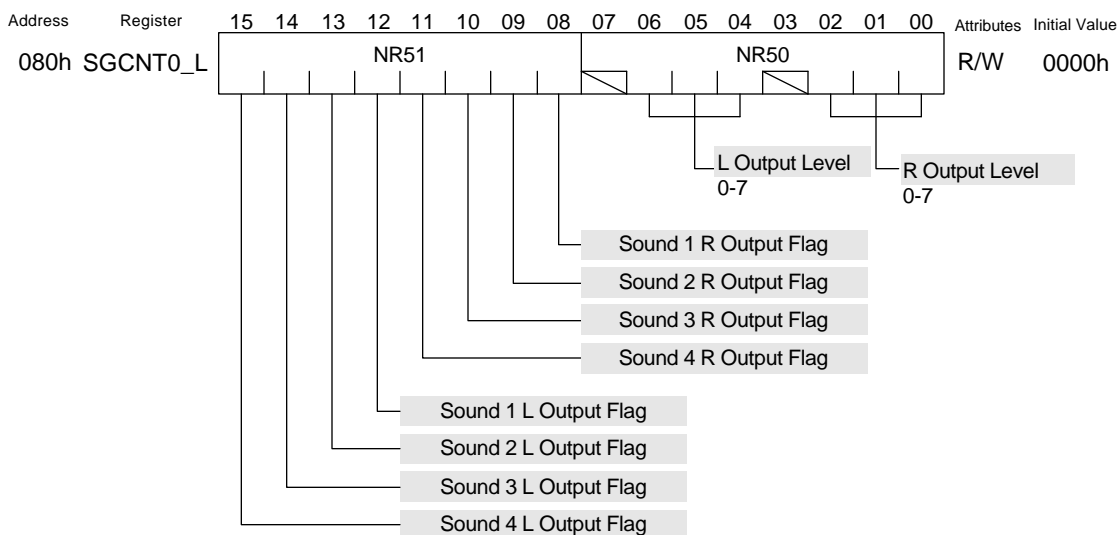 Address Register 15 14 13 12 11 10 09 08 07 06 05 04 03 02 01 00 Attributes Initial Value
080h SGCNT0_L NR51 NR50 R/W 0000h
L Output Level
0-7
R Output Level
0-7
Sound 1 R Output Flag
Sound 2 R Output Flag
Sound 3 R Output Flag
Sound 4 R Output Flag
Sound 1 L Output Flag
Sound 2 L Output Flag
Sound 3 L Output Flag
Sound 4 L Output Flag